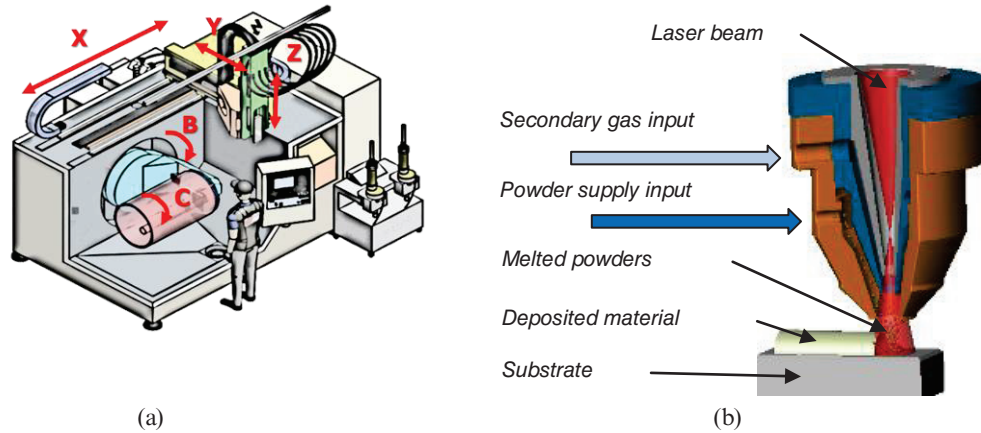 X
Y
Z
B
C
(a)
Laser beam
Secondary gas input
Powder supply input
Melted powders
Deposited material
Substrate
(b)